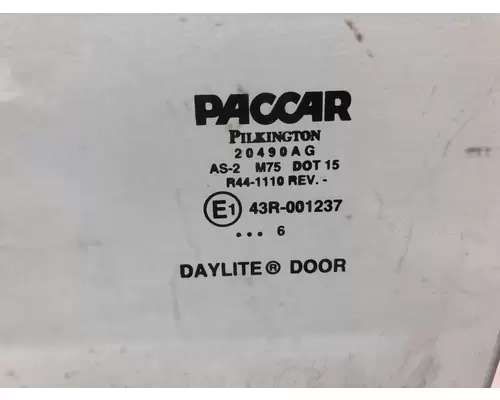 PACCAR
PILKINGTON
20490AG
AS-2 M75 DOT 15
R44-1110 REV. -
E1 43R-001237
... 6
DAYLITE® DOOR